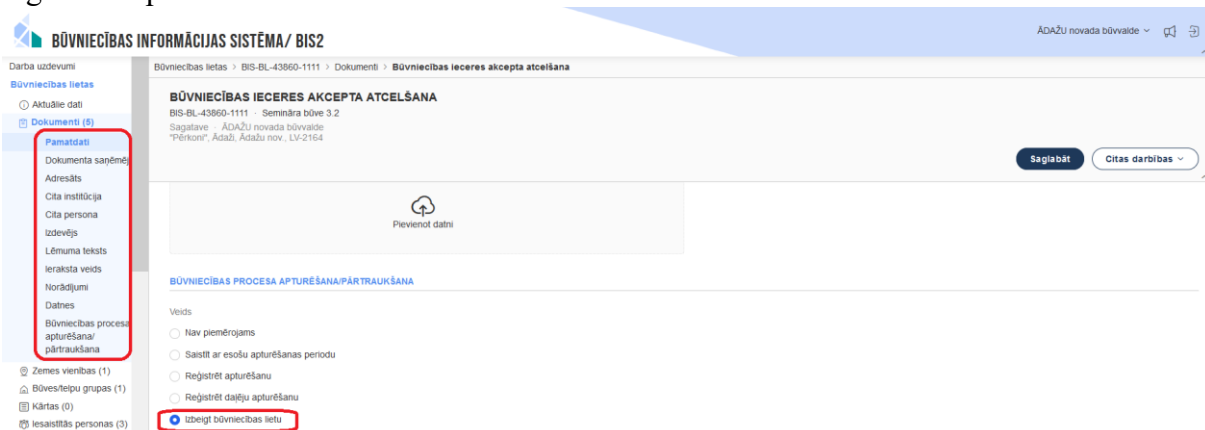 BŪVNIECĪBAS INFORMĀCIJAS SISTĒMA/ BIS2
ĀDAŽU novada būvvalde
Darba uzdevumi
Būvniecības lietas
Aktuālie dati
Dokumenti (5)
Pamatdati
Dokumenta saņēmēj
Adresāts
Cita institūcija
Cita persona
Izdevējs
Lēmuma teksts
Ieraksta veids
Norādījumi
Datnes
Būvniecības procesa
apturēšana/
pārtraukšana
Zemes vienības (1)
Būves/telpu grupas (1)
Kārtas (0)
Iesaistītās personas (3)
Būvniecības lietas > BIS-BL-43860-1111 > Dokumenti > Būvniecības ieceres akcepta atcelšana
BŪVNIECĪBAS IECERES AKCEPTA ATCELŠANA
BIS-BL-43860-1111 · Semināra būve 3.2
Sagatave · ĀDAŽU novada būvvalde
"Pērkoni", Ādaži, Ādažu nov., LV-2164
Saglabāt
Citas darbības
Pievienot datni
BŪVNIECĪBAS PROCESA APTURĒŠANA/PĀRTRAUKŠANA
Veids
Nav piemērojams
Saistīt ar esošu apturēšanas periodu
Reģistrēt apturēšanu
Reģistrēt daļēju apturēšanu
Izbeigt būvniecības lietu